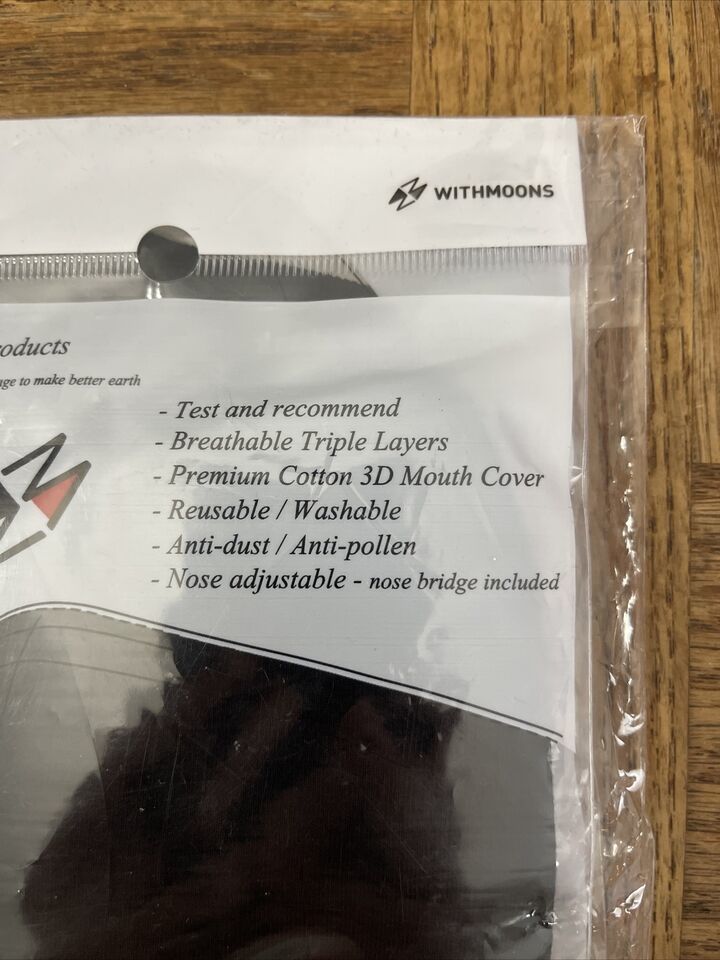 WITHMOONS
oducts
ge to make better earth
- Test and recommend
- Breathable Triple Layers
- Premium Cotton 3D Mouth Cover
- Reusable / Washable
- Anti-dust / Anti-pollen
- Nose adjustable - nose bridge included